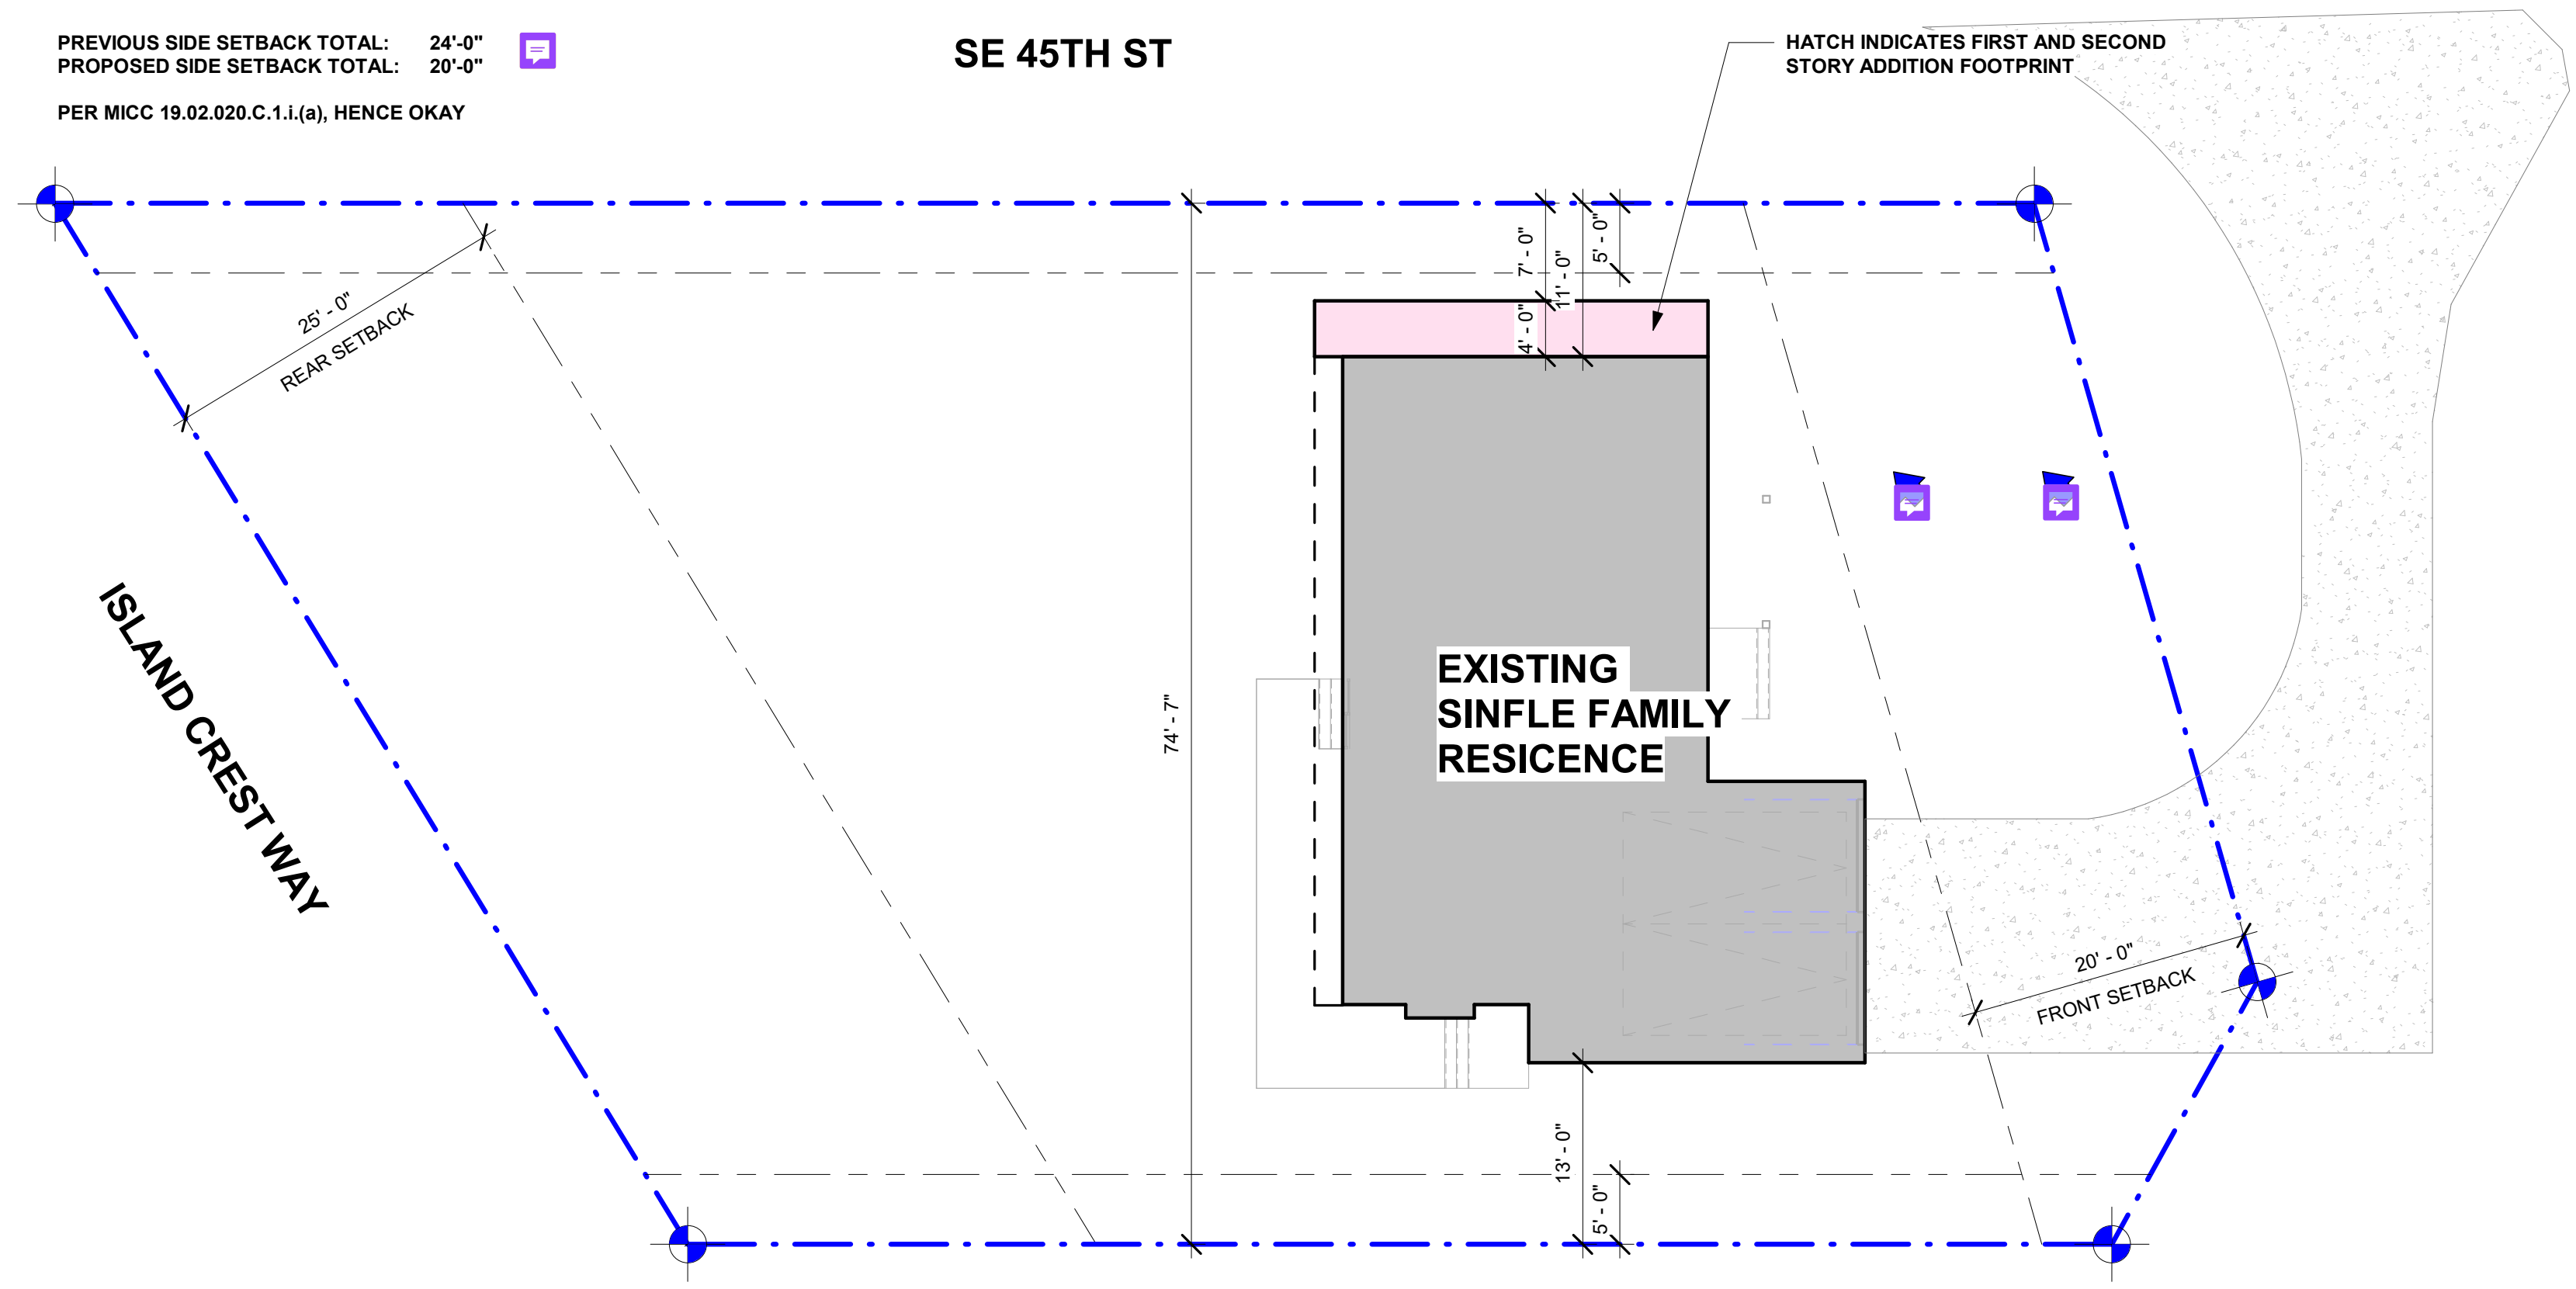 PREVIOUS SIDE SETBACK TOTAL: 24'-0"
PROPOSED SIDE SETBACK TOTAL: 20'-0"
PER MICC 19.02.020.C.1.i.(a), HENCE OKAY
SE 45TH ST
HATCH INDICATES FIRST AND SECOND
STORY ADDITION FOOTPRINT
7' - 0"
11' - 0"
5' - 0"
4' - 0"
25' - 0"
REAR SETBACK
ISLAND CREST WAY
74' - 7"
EXISTING
SINFLE FAMILY
RESICENCE
20' - 0"
FRONT SETBACK
13' - 0"
5' - 0"